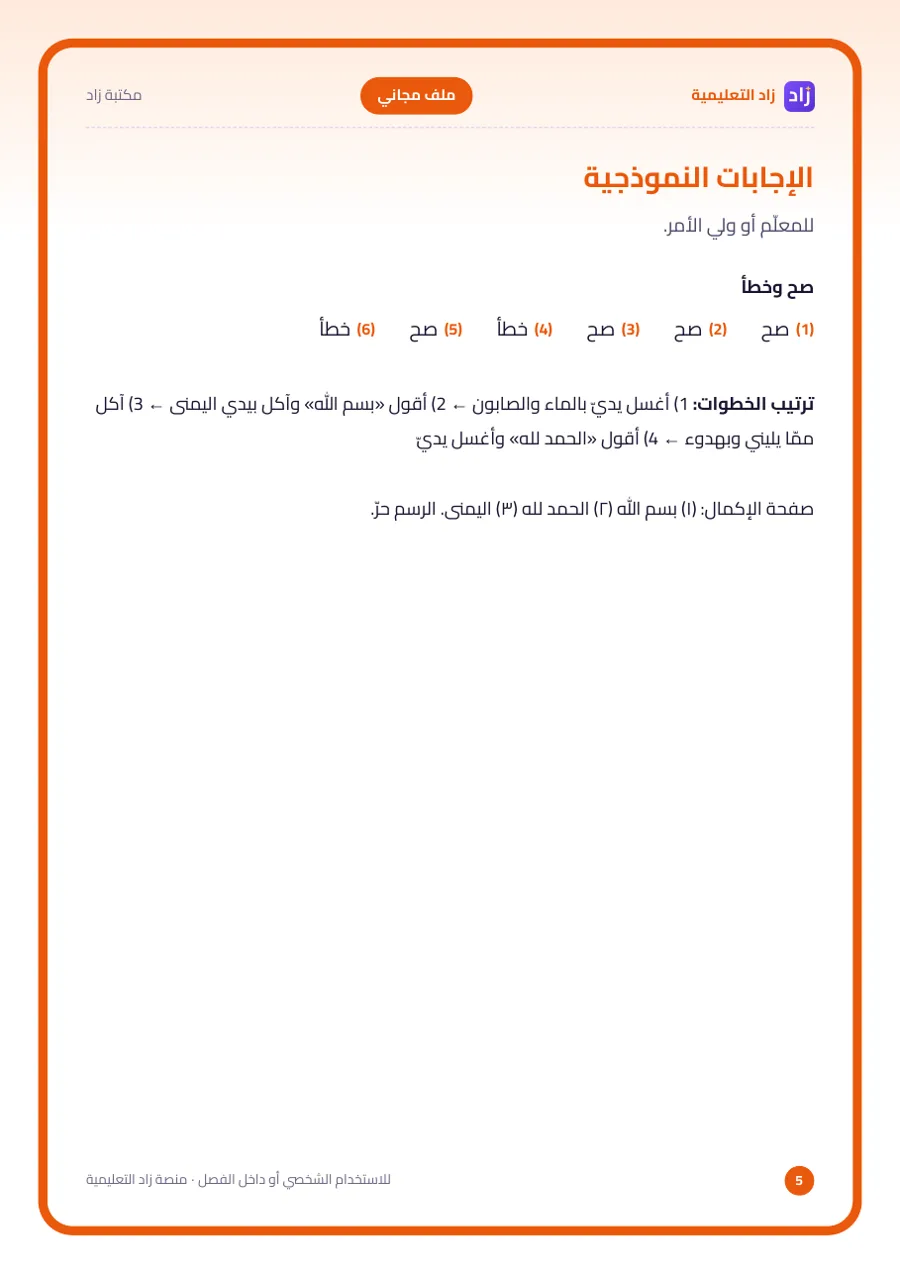 زاد
زاد التعليمية
ملف مجاني
مكتبة زاد
الإجابات النموذجية
للمعلّم أو ولي الأمر.
صح وخطأ
(1) صح (2) صح (3) صح (4) خطأ (5) صح (6) خطأ
ترتيب الخطوات: 1) أغسل يديّ بالماء والصابون ← 2) أقول «بسم الله» وآكل بيدي اليمنى ← 3) آكل
ممّا يليني وبهدوء ← 4) أقول «الحمد لله» وأغسل يديّ
صفحة الإكمال: (١) بسم الله (٢) الحمد لله (٣) اليمنى. الرسم حرّ.
5
للاستخدام الشخصي أو داخل الفصل · منصة زاد التعليمية